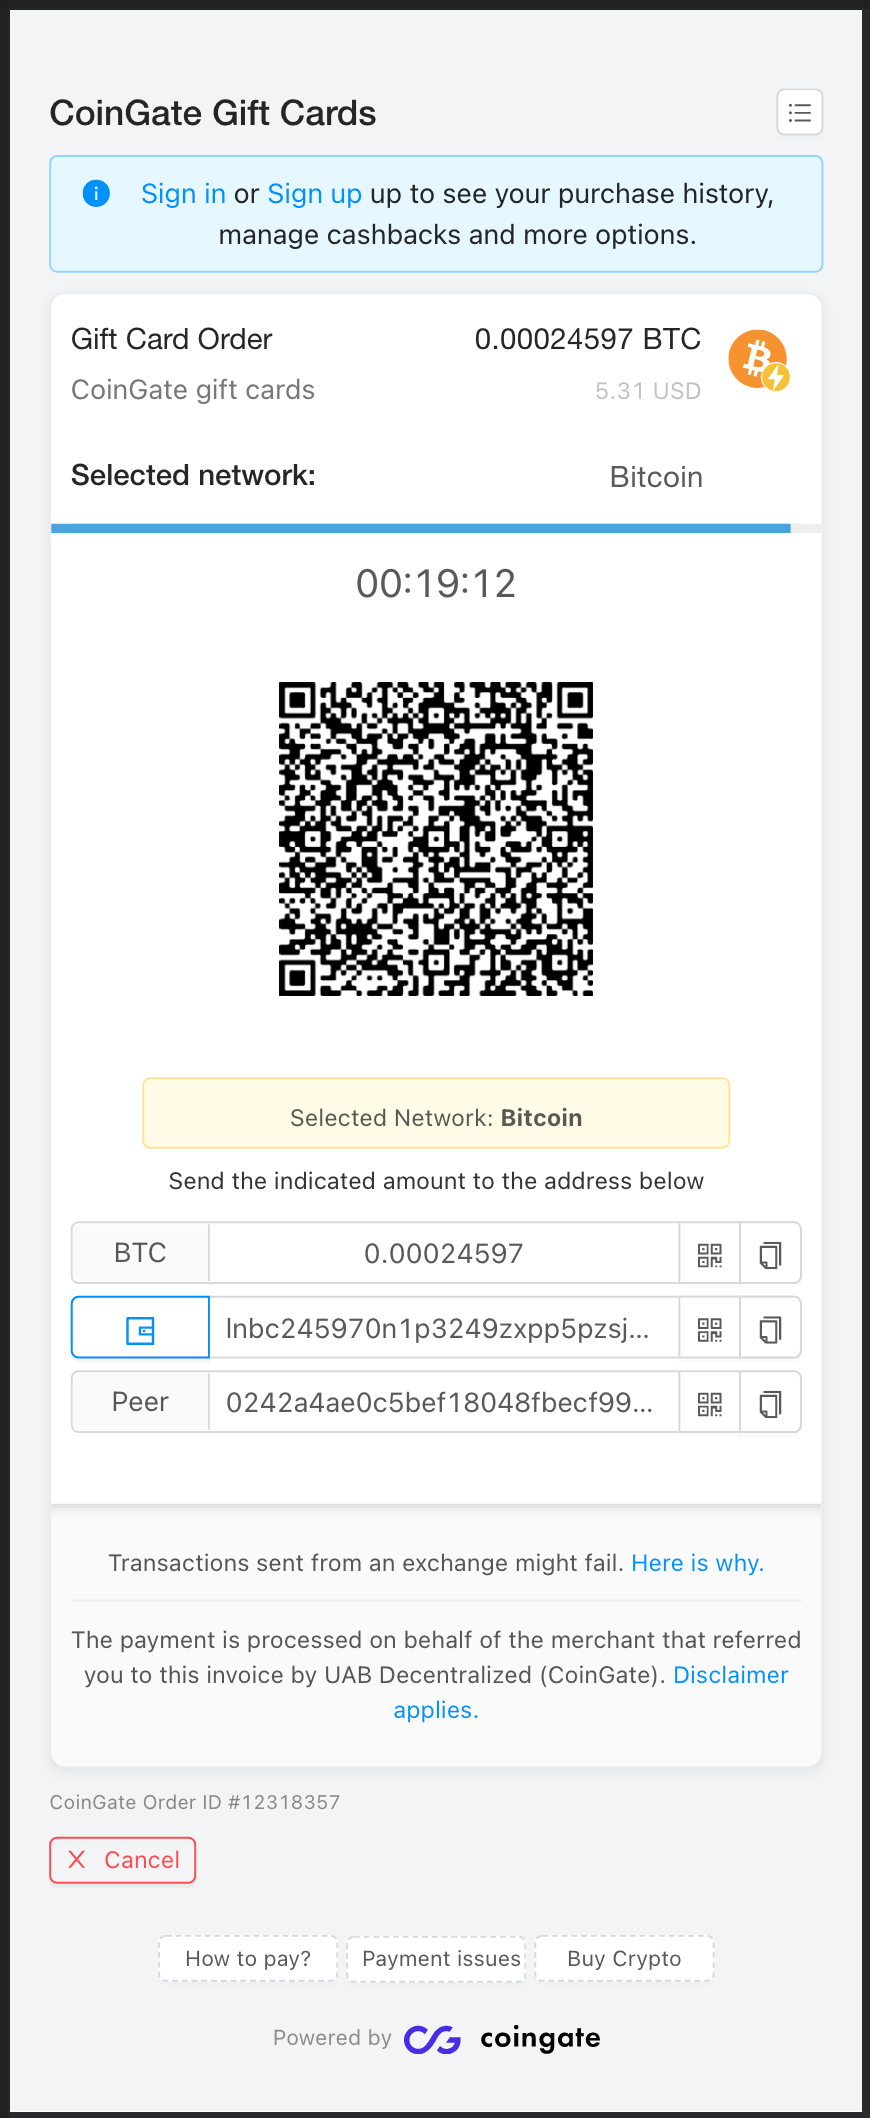 CoinGate Gift Cards
Sign in or Sign up up to see your purchase history,
manage cashbacks and more options.
Gift Card Order
0.00024597 BTC
CoinGate gift cards
5.31 USD
Selected network:
Bitcoin
00:19:12
Selected Network: Bitcoin
Send the indicated amount to the address below
BTC
0.00024597
lnbc245970n1p3249zxpp5pzsj...
Peer
0242a4ae0c5bef18048fbecf99...
Transactions sent from an exchange might fail. Here is why.
The payment is processed on behalf of the merchant that referred
you to this invoice by UAB Decentralized (CoinGate). Disclaimer
applies.
CoinGate Order ID #12318357
Cancel
How to pay?
Payment issues
Buy Crypto
Powered by coingate